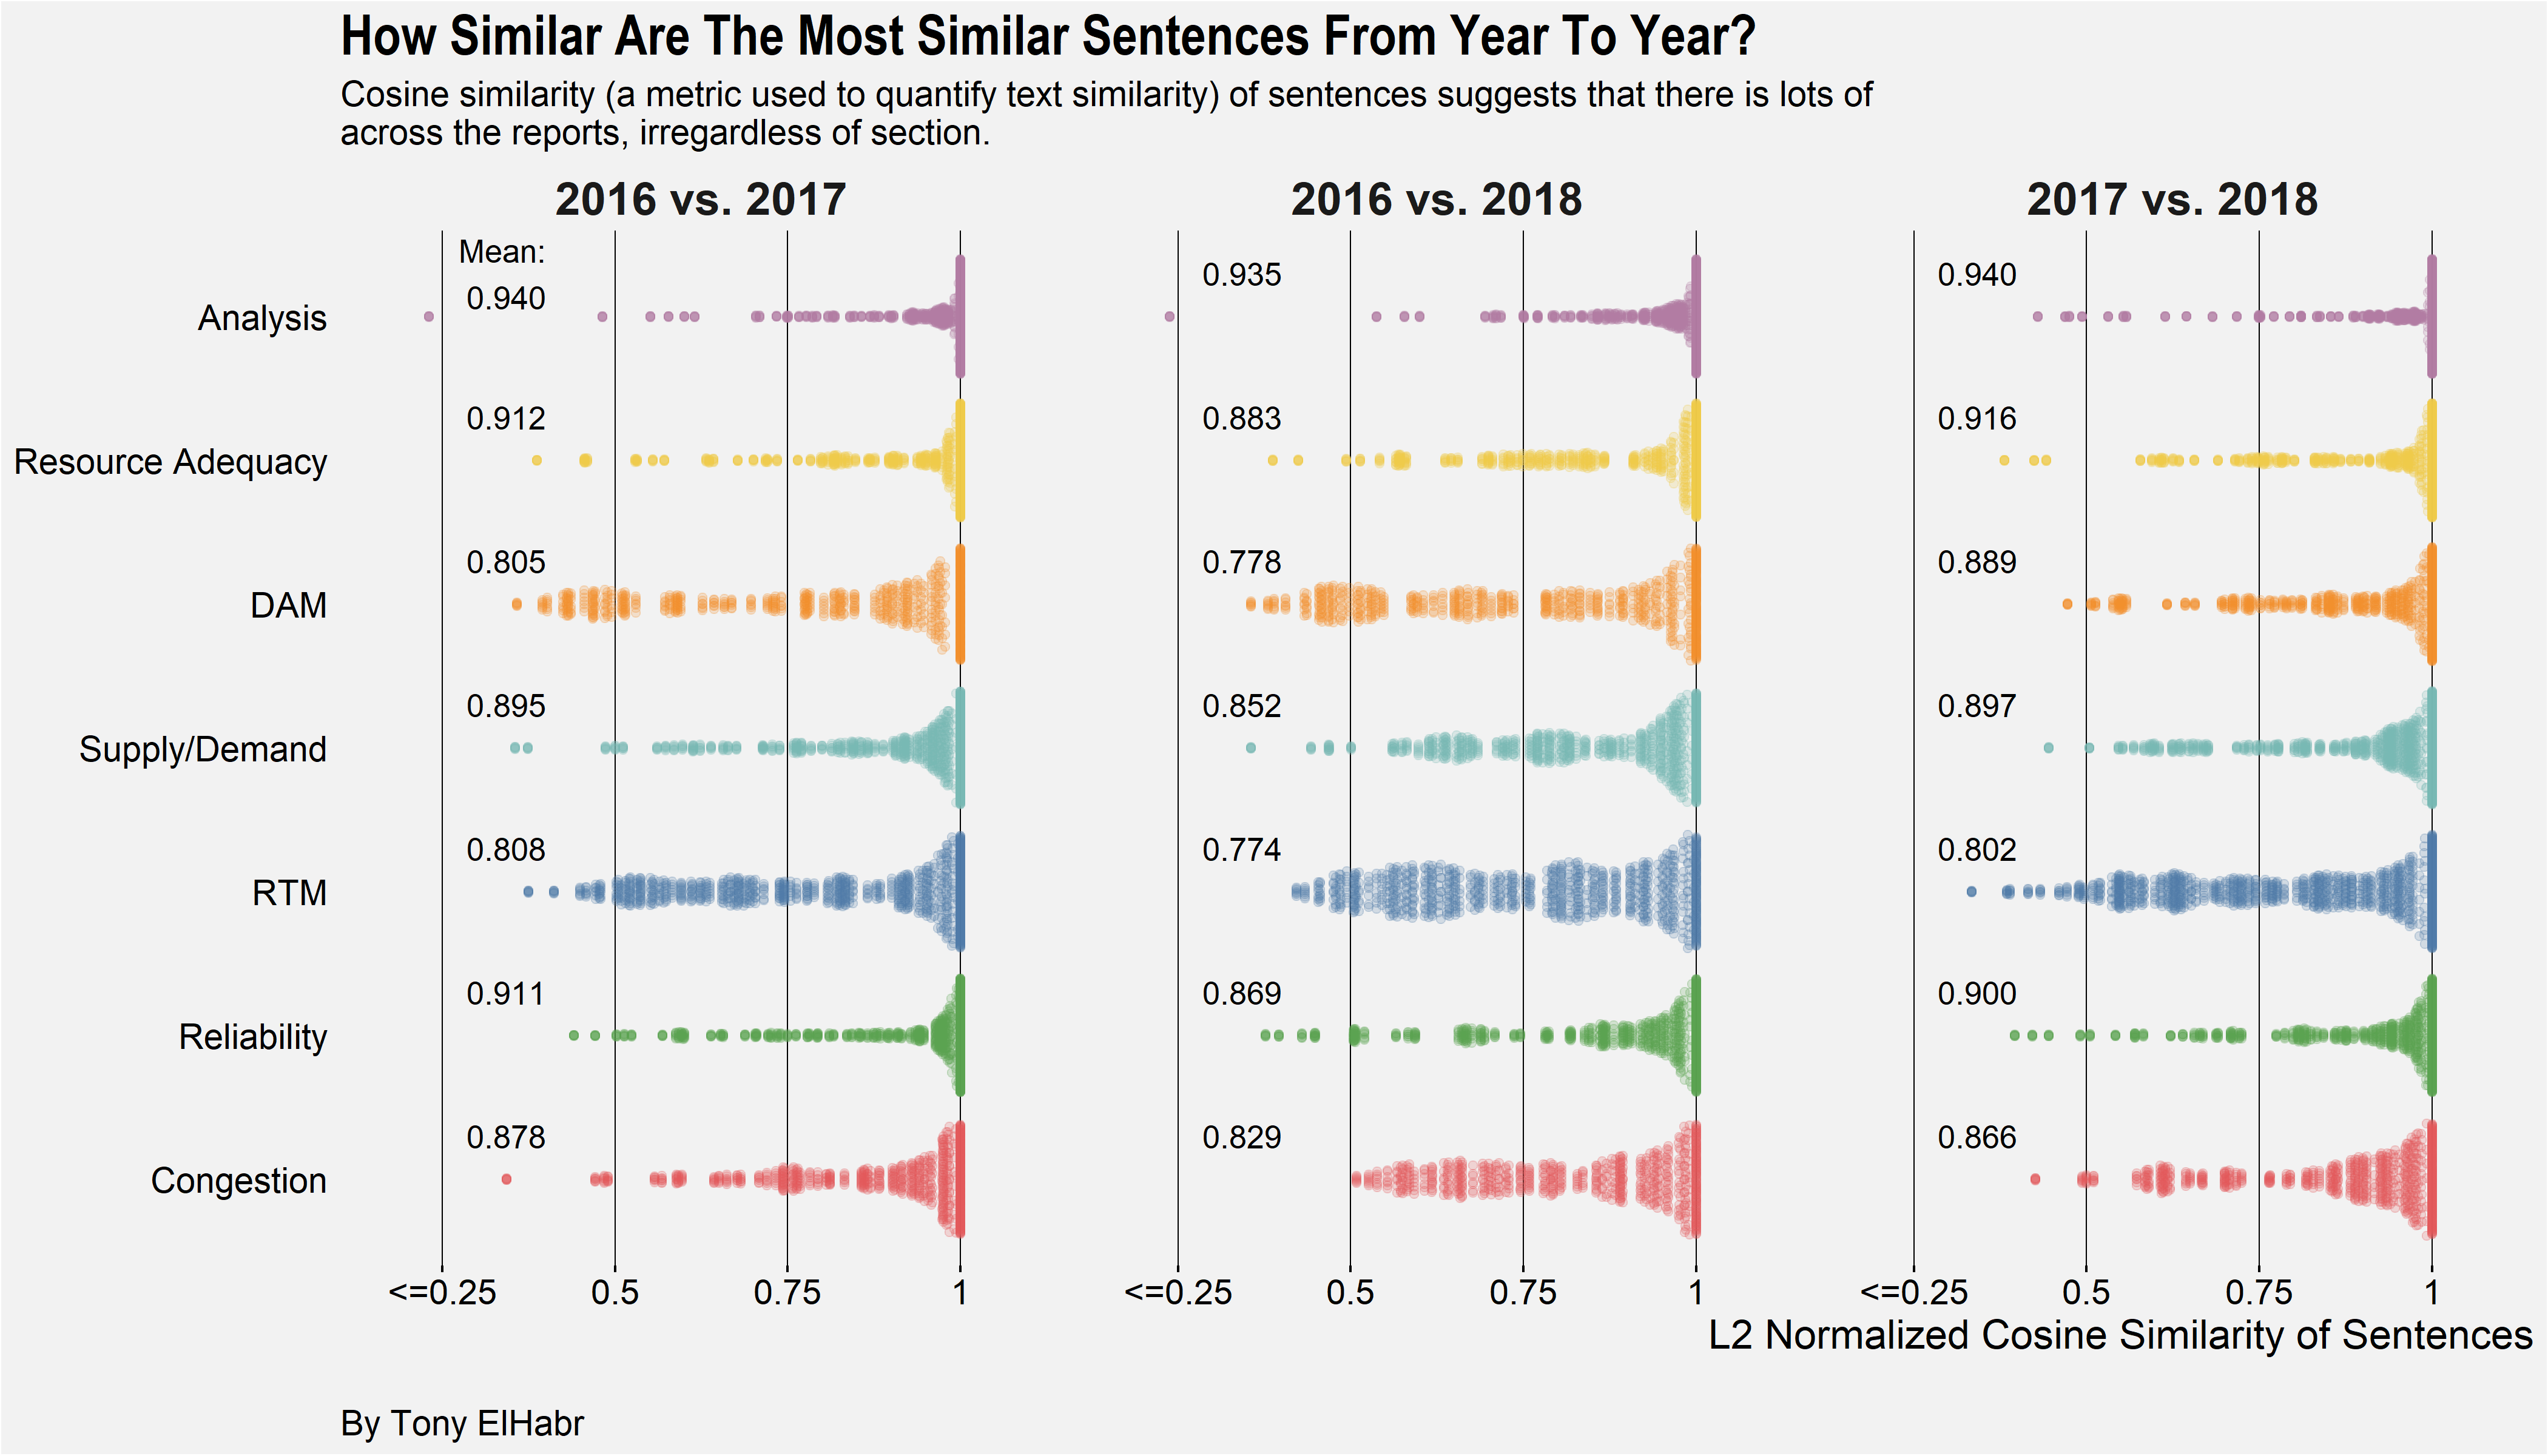 How Similar Are The Most Similar Sentences From Year To Year?
Cosine similarity (a metric used to quantify text similarity) of sentences suggests that there is lots of
across the reports, irregardless of section.
2016 vs. 2017
2016 vs. 2018
2017 vs. 2018
Mean:
Analysis
0.940
0.935
0.940
Resource Adequacy
0.912
0.883
0.916
DAM
0.805
0.778
0.889
Supply/Demand
0.895
0.852
0.897
RTM
0.808
0.774
0.802
Reliability
0.911
0.869
0.900
Congestion
0.878
0.829
0.866
<=0.25 0.5 0.75 1
<=0.25 0.5 0.75 1
<=0.25 0.5 0.75 1
L2 Normalized Cosine Similarity of Sentences
By Tony ElHabr